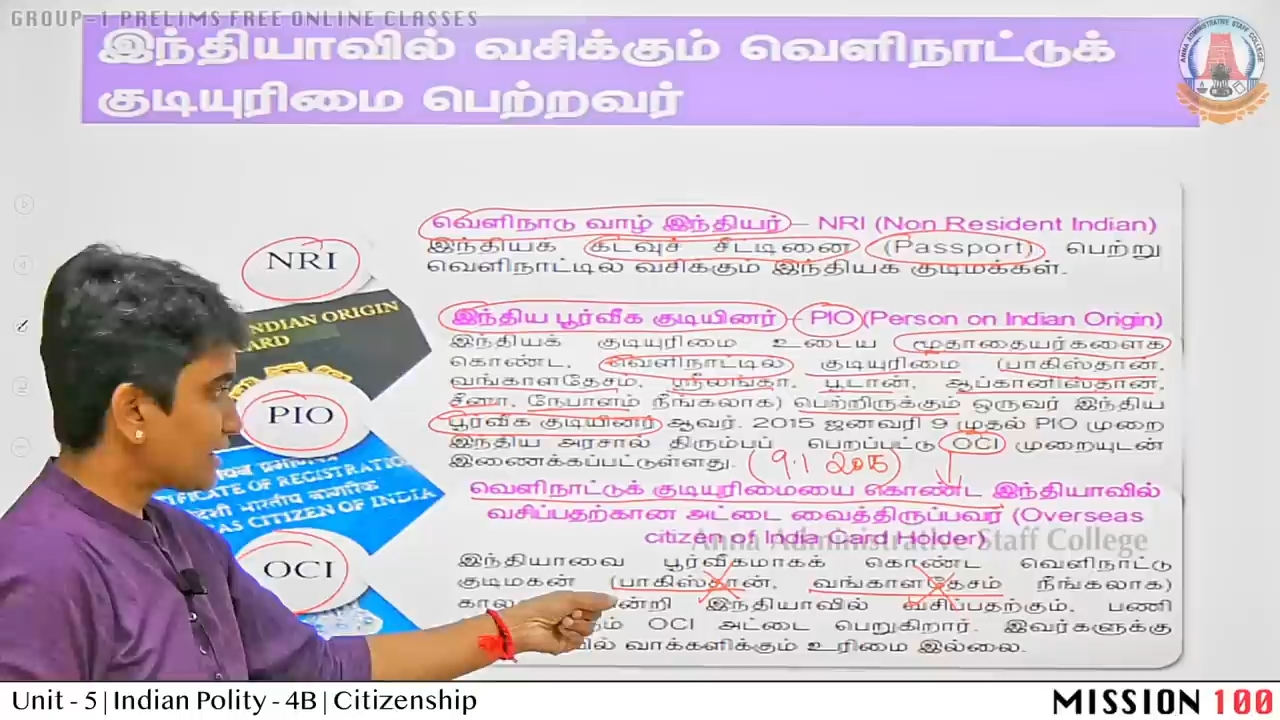 GROUP-1 PRELIMS FREE ONLINE CLASSES
இந்தியாவில் வசிக்கும் வெளிநாட்டுக்
குடியுரிமை பெற்றவர்
ANNA ADMINISTRATIVE STAFF COLLEGE
வெளிநாடு வாழ் இந்தியர் – NRI (Non Resident Indian)
இந்தியக் கடவுச் சீட்டினை (Passport) பெற்று
வெளிநாட்டில் வசிக்கும் இந்தியக் குடிமக்கள்.
NRI
இந்திய பூர்வீக குடியினர் – PIO (Person on Indian Origin)
இந்தியக் குடியுரிமை உடைய மூதாதையர்களைக்
கொண்ட, வெளிநாட்டில் குடியுரிமை (பாகிஸ்தான்,
வங்காளதேசம், ஸ்ரீலங்கா, பூடான், ஆப்கானிஸ்தான்,
சீனா, நேபாளம் நீங்கலாக) பெற்றிருக்கும் ஒருவர் இந்திய
பூர்வீக குடியினர் ஆவர். 2015 ஜனவரி 9 முதல் PIO முறை
இந்திய அரசால் திரும்பப் பெறப்பட்டு OCI முறையுடன்
இணைக்கப்பட்டுள்ளது. (9.1 2015)
INDIAN ORIGIN
CARD
PIO
வெளிநாட்டுக் குடியுரிமையை கொண்ட இந்தியாவில்
வசிப்பதற்கான அட்டை வைத்திருப்பவர் (Overseas
citizen of India Card Holder)
Anna Administrative Staff College
CERTIFICATE OF REGISTRATION
भारतीय नागरिक
CITIZEN OF INDIA
OCI
இந்தியாவை பூர்வீகமாகக் கொண்ட வெளிநாட்டு
குடிமகன் (பாகிஸ்தான், வங்காளதேசம் நீங்கலாக)
கால இந்தியாவில் வசிப்பதற்கும், பணி
OCI அட்டை பெறுகிறார். இவர்களுக்கு
வாக்களிக்கும் உரிமை இல்லை.
Unit - 5 | Indian Polity - 4B | Citizenship
MISSION 100